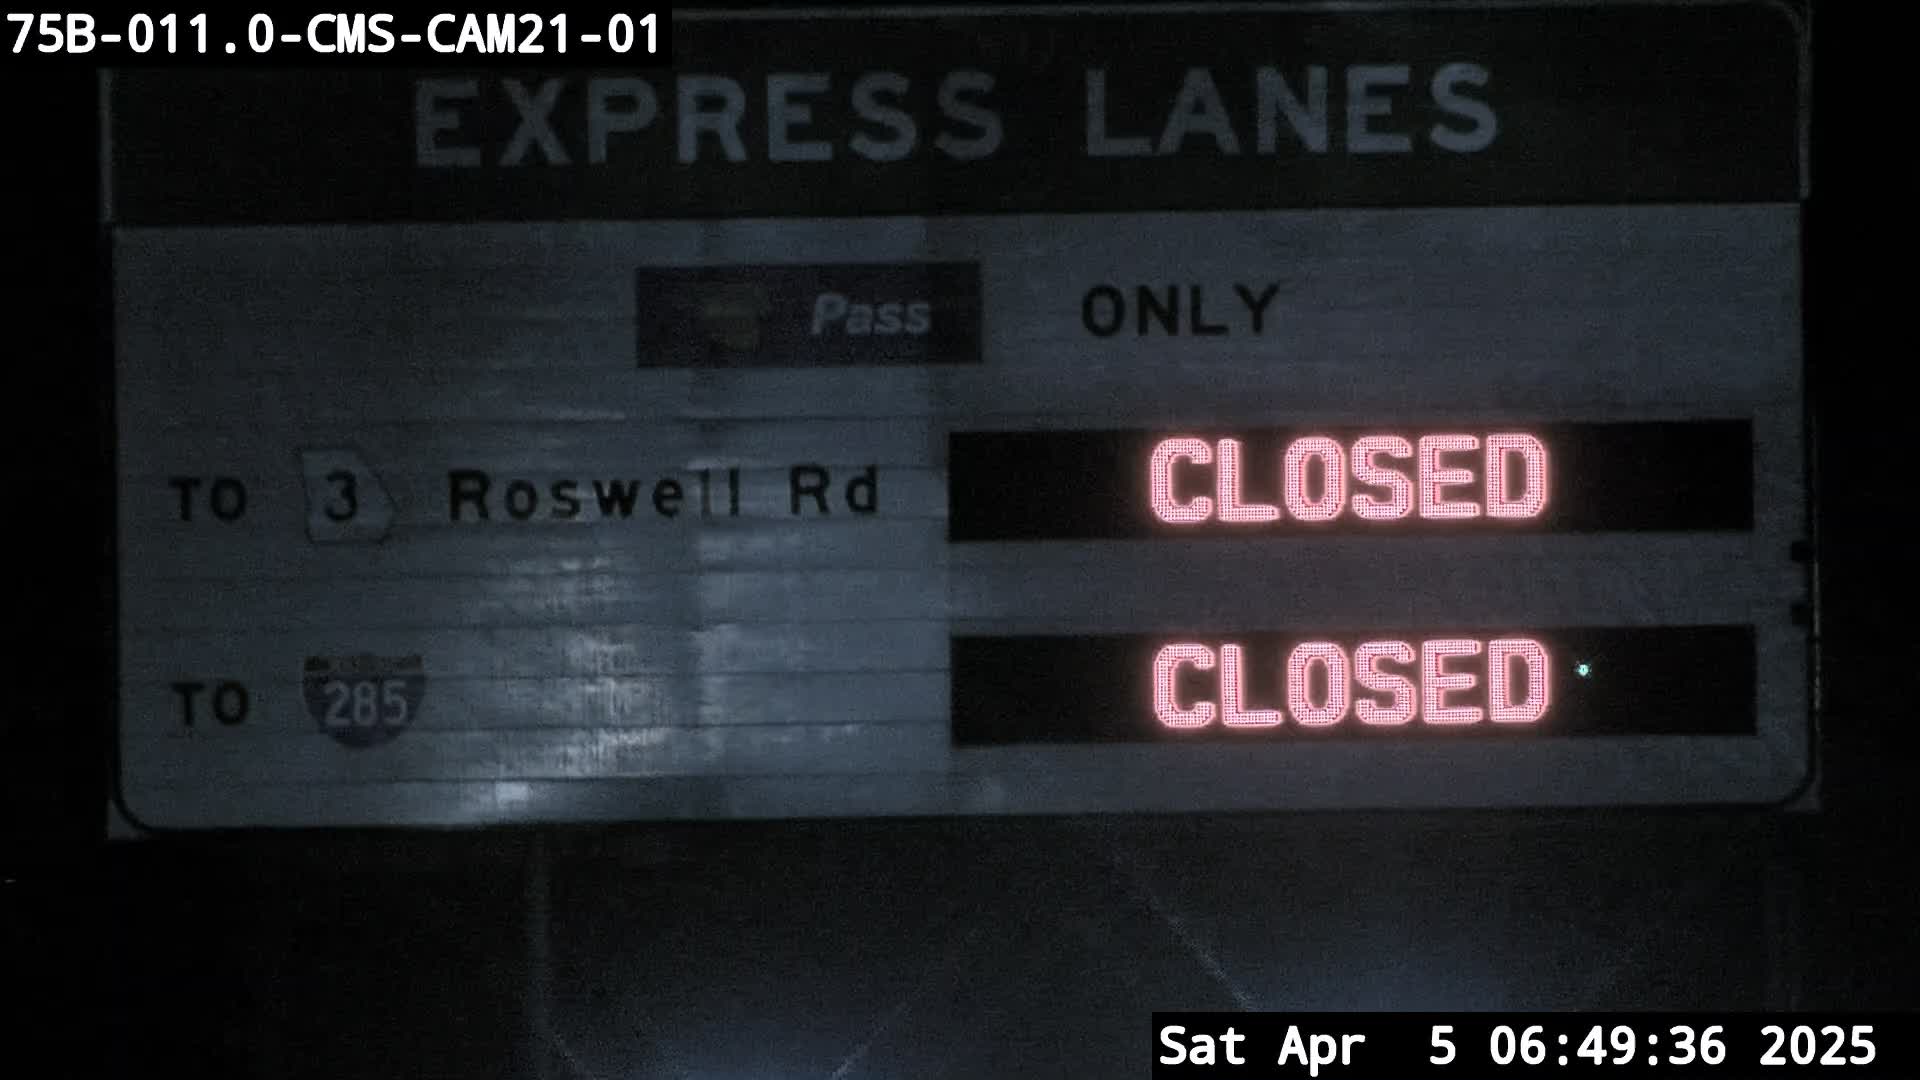 75B-011.0-CMS-CAM21-01
EXPRESS LANES
Pass ONLY
TO 3 Roswell Rd CLOSED
TO 285 CLOSED
Sat Apr 5 06:49:36 2025